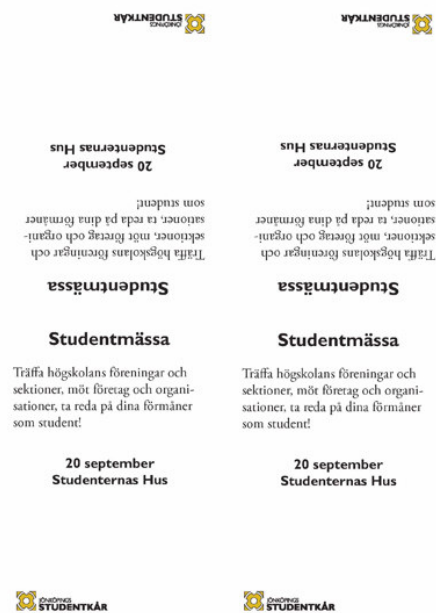 JÖNKÖPINGS
STUDENTKÅR
20 september
Studenternas Hus
Träffa högskolans föreningar och
sektioner, möt företag och organi-
sationer, ta reda på dina förmåner
som student!
Studentmässa
JÖNKÖPINGS
STUDENTKÅR
20 september
Studenternas Hus
Träffa högskolans föreningar och
sektioner, möt företag och organi-
sationer, ta reda på dina förmåner
som student!
Studentmässa
Studentmässa
Träffa högskolans föreningar och
sektioner, möt företag och organi-
sationer, ta reda på dina förmåner
som student!
20 september
Studenternas Hus
JÖNKÖPINGS
STUDENTKÅR
Studentmässa
Träffa högskolans föreningar och
sektioner, möt företag och organi-
sationer, ta reda på dina förmåner
som student!
20 september
Studenternas Hus
JÖNKÖPINGS
STUDENTKÅR